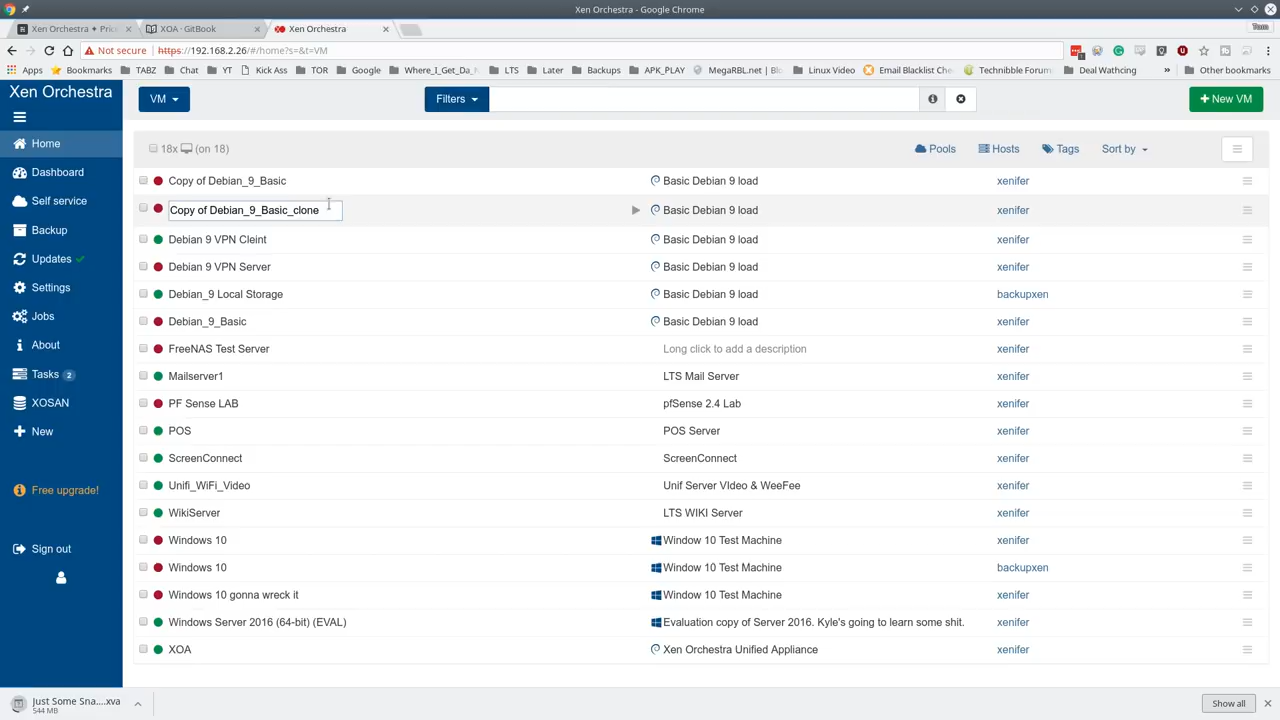 Xen Orchestra - Google Chrome
Xen Orchestra ✦ Pri
XOA · GitBook
Xen Orchestra
Tom
Not secure https://192.168.2.26/#/home?s=&t=VM
Apps Bookmarks TABZ Chat YT Kick Ass TOR Google Where_I_Get_Da_ LTS Later Backups APK_PLAY MegaRBL.net | Blo Linux Video Email Blacklist Che Technibble Forum Deal Wathcing » Other bookmarks
Xen Orchestra
VM
Filters
New VM
Home
Dashboard
Self service
Backup
Updates
Settings
Jobs
About
Tasks 2
XOSAN
New
Free upgrade!
Sign out
18x (on 18) Pools Hosts Tags Sort by
Copy of Debian_9_Basic Basic Debian 9 load xenifer
Copy of Debian_9_Basic_clone Basic Debian 9 load xenifer
Debian 9 VPN Cleint Basic Debian 9 load xenifer
Debian 9 VPN Server Basic Debian 9 load xenifer
Debian_9 Local Storage Basic Debian 9 load backupxen
Debian_9_Basic Basic Debian 9 load xenifer
FreeNAS Test Server Long click to add a description xenifer
Mailserver1 LTS Mail Server xenifer
PF Sense LAB pfSense 2.4 Lab xenifer
POS POS Server xenifer
ScreenConnect ScreenConnect xenifer
Unifi_WiFi_Video Unif Server VIdeo & WeeFee xenifer
WikiServer LTS WIKI Server xenifer
Windows 10 Window 10 Test Machine xenifer
Windows 10 Window 10 Test Machine backupxen
Windows 10 gonna wreck it Window 10 Test Machine xenifer
Windows Server 2016 (64-bit) (EVAL) Evaluation copy of Server 2016. Kyle's going to learn some shit. xenifer
XOA Xen Orchestra Unified Appliance xenifer
Just Some Sna....xva
544 MB
Show all